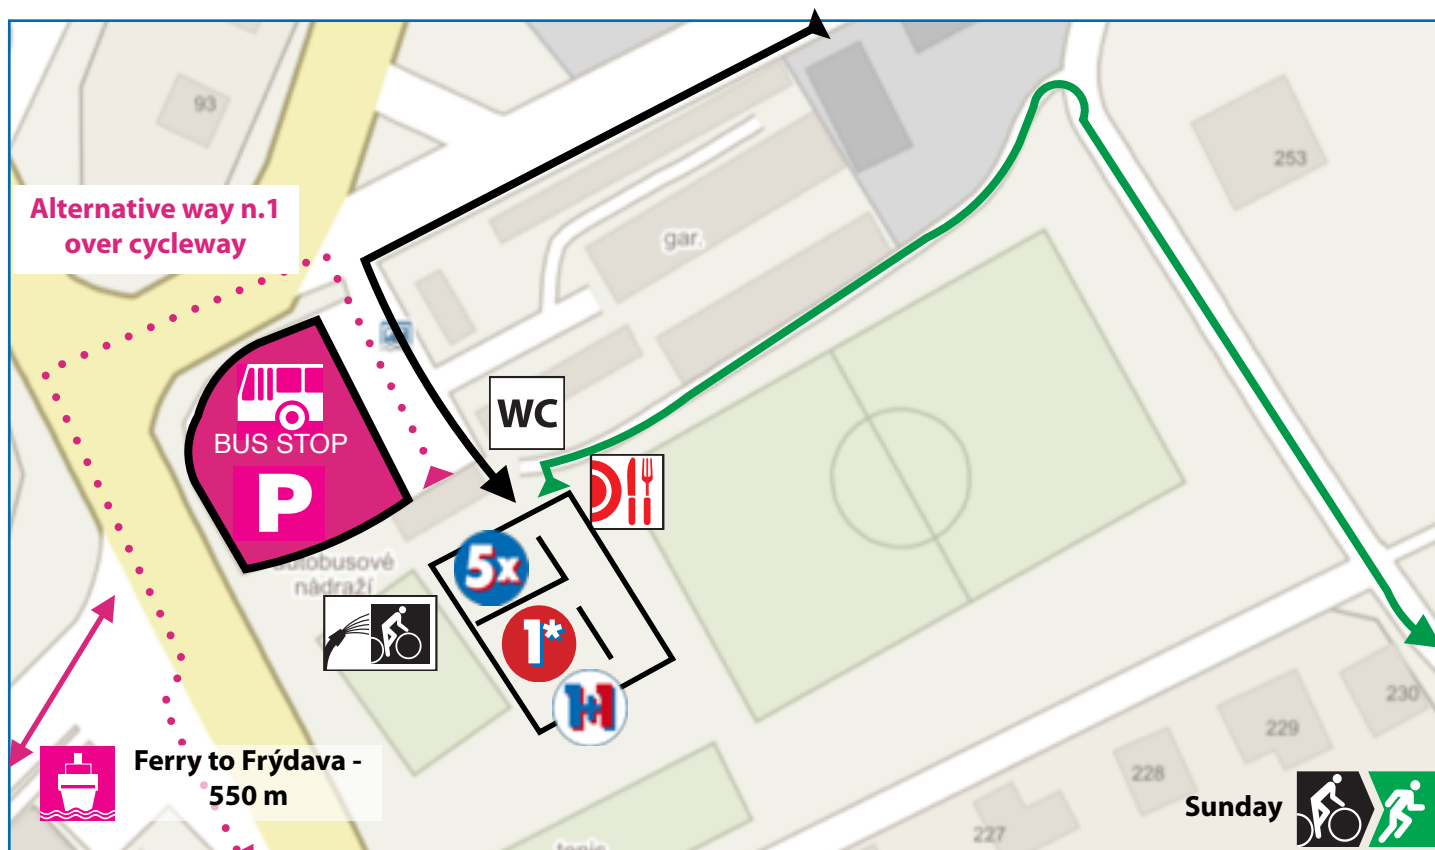 93
Alternative way n.1
over cycleway
253
gar.
WC
BUS STOP
P
autobusové
nádraží
5x
1*
1+1
Ferry to Frýdava -
550 m
230
229
228
227
Sunday
tenis